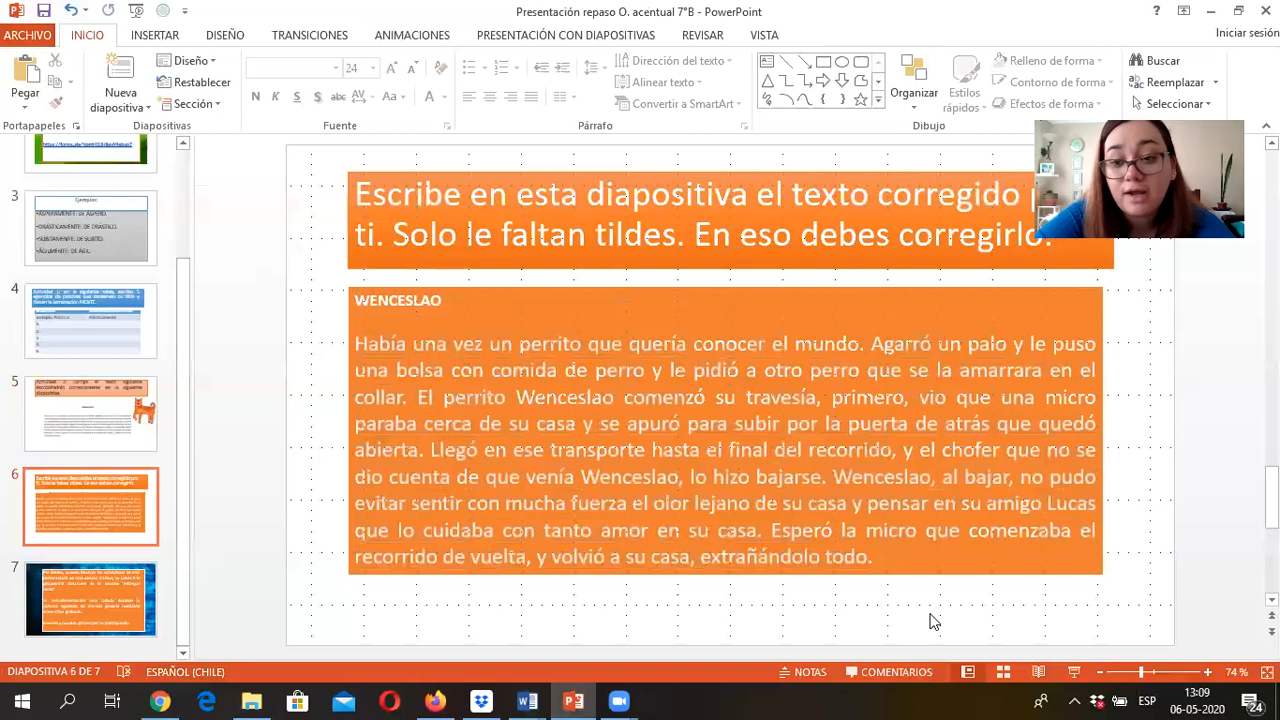 Presentación repaso O. acentual 7°B - PowerPoint
ARCHIVO INICIO INSERTAR DISEÑO TRANSICIONES ANIMACIONES PRESENTACIÓN CON DIAPOSITIVAS REVISAR VISTA
Iniciar sesión
Pegar
Nueva diapositiva
Diseño
Restablecer
Sección
24
N K S S abc AV Aa A
Dirección del texto
Alinear texto
Convertir a SmartArt
Organizar
Estilos rápidos
Relleno de forma
Contorno de forma
Efectos de forma
Buscar
Reemplazar
Seleccionar
Portapapeles Diapositivas Fuente Párrafo Dibujo
3
4
5
6
7
Escribe en esta diapositiva el texto corregido
ti. Solo le faltan tildes. En eso debes corregirlo.
WENCESLAO
Había una vez un perrito que quería conocer el mundo. Agarró un palo y le puso
una bolsa con comida de perro y le pidió a otro perro que se la amarrara en el
collar. El perrito Wenceslao comenzó su travesía, primero, vio que una micro
paraba cerca de su casa y se apuró para subir por la puerta de atrás que quedó
abierta. Llegó en ese transporte hasta el final del recorrido, y el chofer que no se
dio cuenta de que tenía Wenceslao, lo hizo bajarse. Wenceslao, al bajar, no pudo
evitar sentir con mucha fuerza el olor lejano de su casa y pensar en su amigo Lucas
que lo cuidaba con tanto amor en su casa. Esperó la micro que comenzaba el
recorrido de vuelta, y volvió a su casa, extrañándolo todo.
DIAPOSITIVA 6 DE 7 ESPAÑOL (CHILE) NOTAS COMENTARIOS 74 %
ESP 13:09
06-05-2020
24